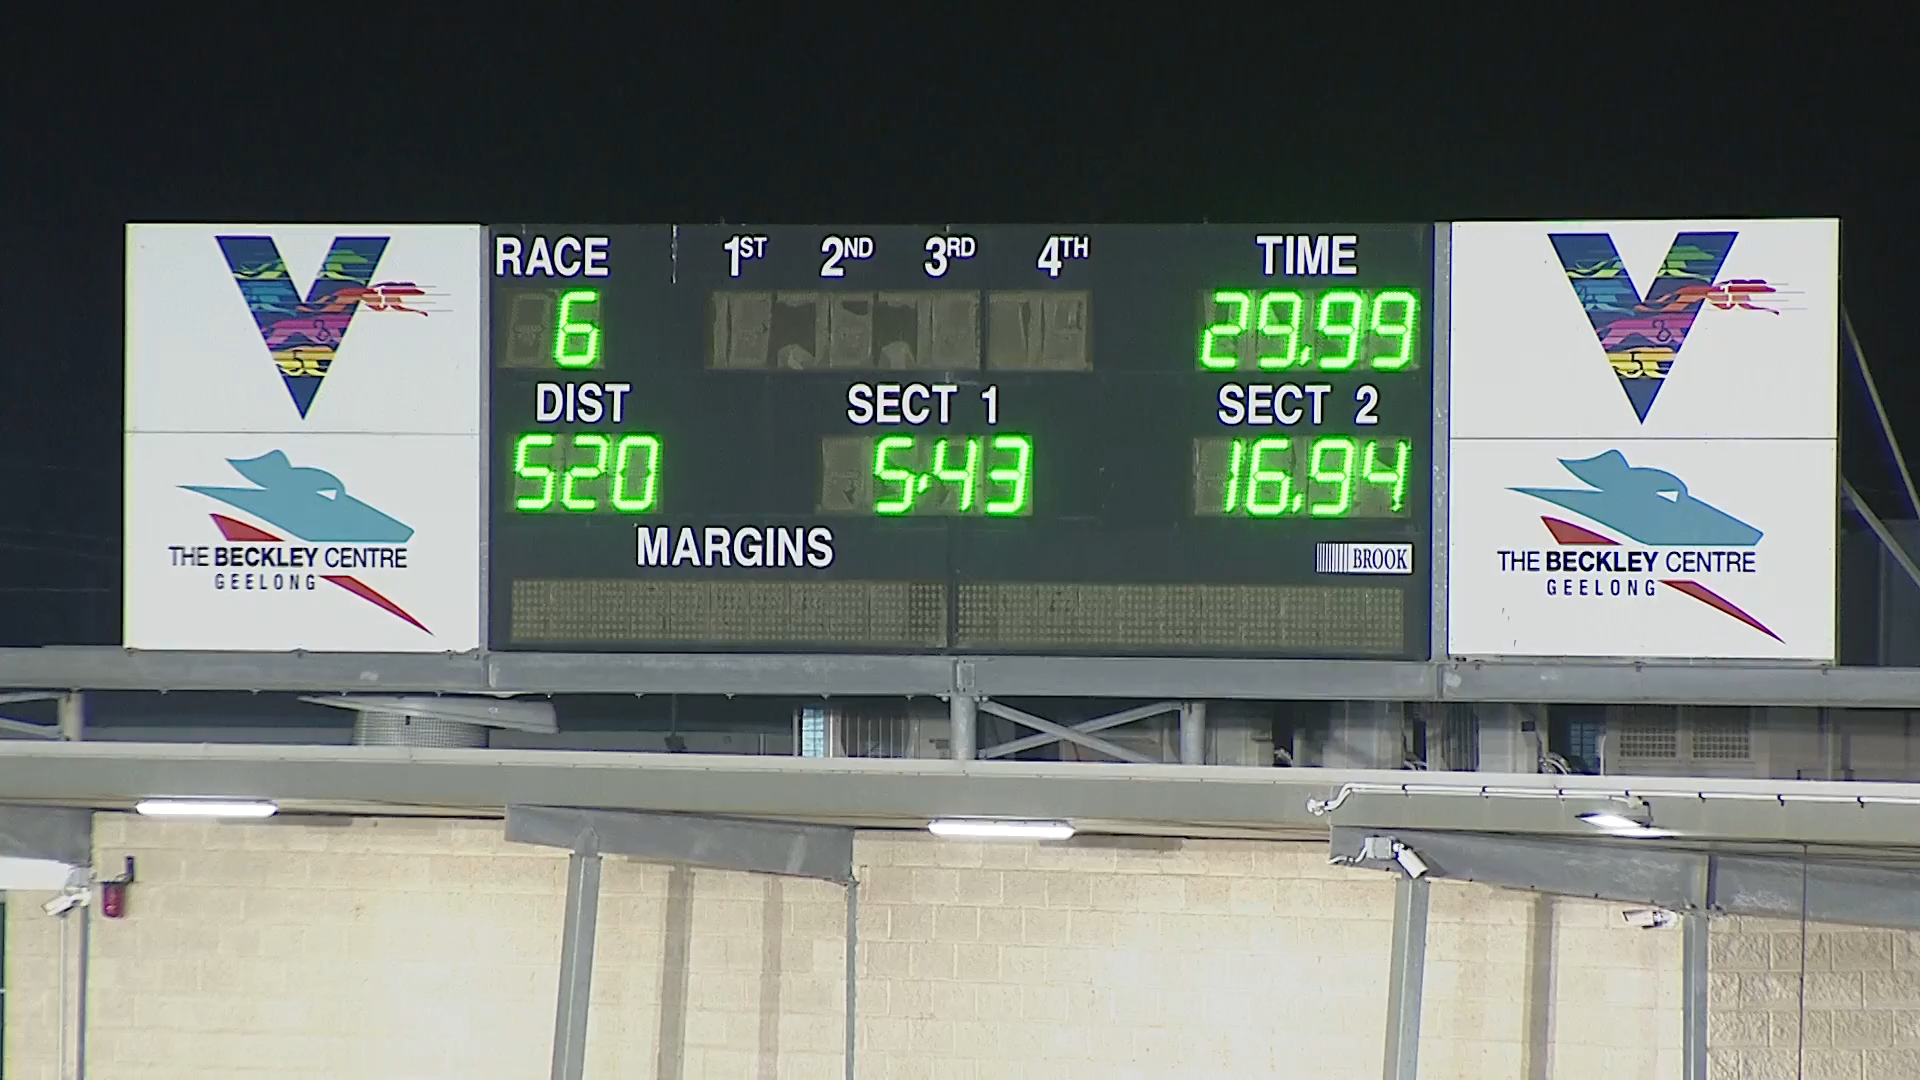 RACE 1ST 2ND 3RD 4TH TIME
6 29.99
DIST SECT 1 SECT 2
520 5.43 16.94
MARGINS
BROOK
THE BECKLEY CENTRE
GEELONG
THE BECKLEY CENTRE
GEELONG